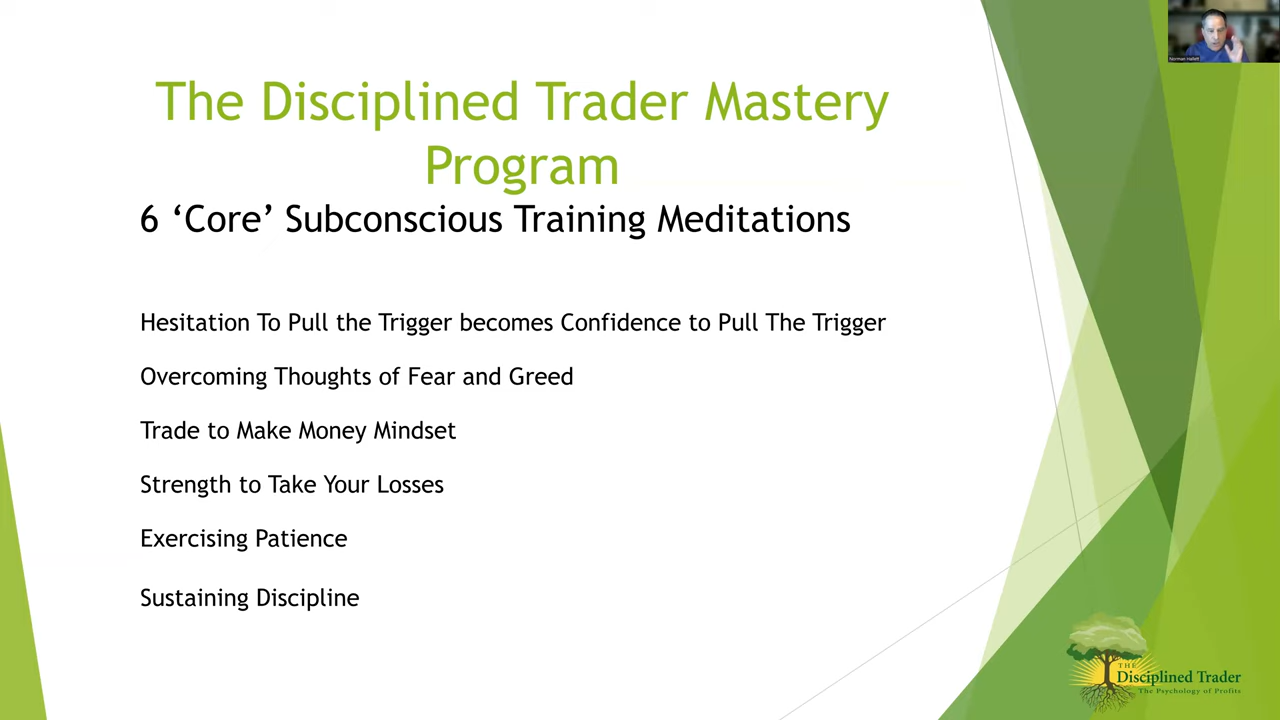 Norman Hallett
The Disciplined Trader Mastery
Program
6 ‘Core’ Subconscious Training Meditations
Hesitation To Pull the Trigger becomes Confidence to Pull The Trigger
Overcoming Thoughts of Fear and Greed
Trade to Make Money Mindset
Strength to Take Your Losses
Exercising Patience
Sustaining Discipline
THE
Disciplined Trader
The Psychology of Profits